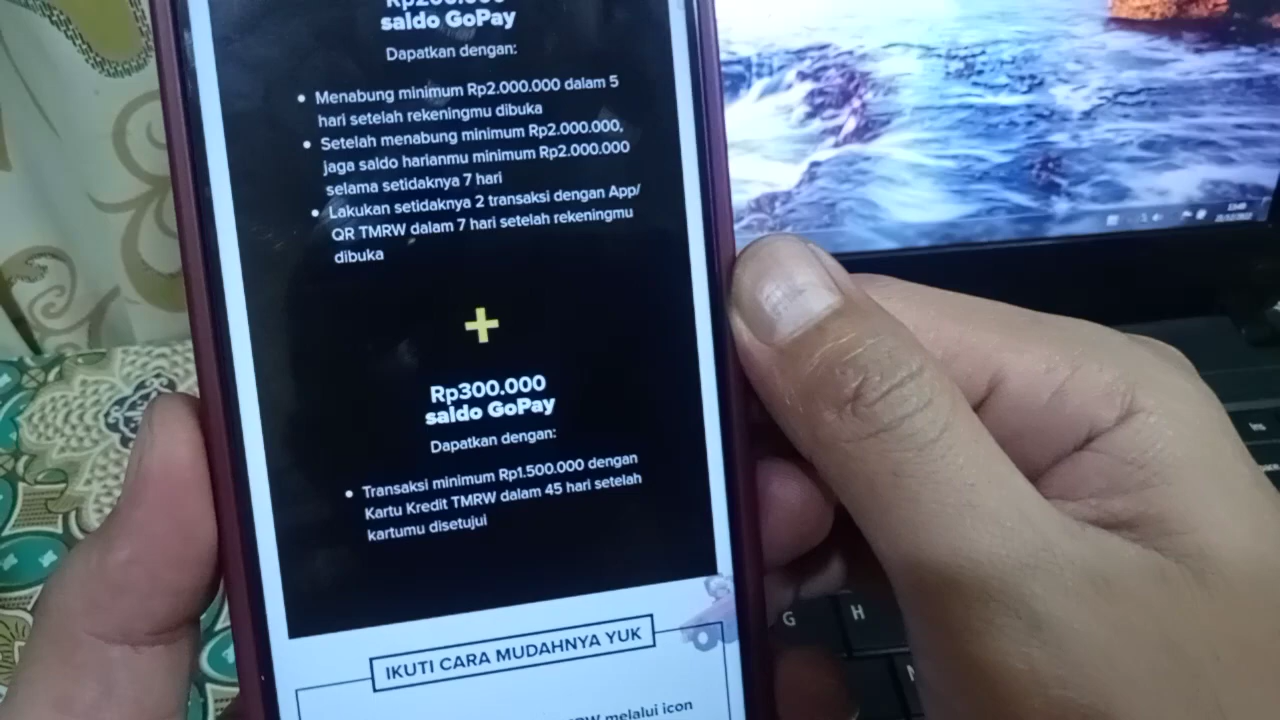 Rp200.000
saldo GoPay
Dapatkan dengan:
• Menabung minimum Rp2.000.000 dalam 5
hari setelah rekeningmu dibuka
• Setelah menabung minimum Rp2.000.000,
jaga saldo harianmu minimum Rp2.000.000
selama setidaknya 7 hari
• Lakukan setidaknya 2 transaksi dengan App/
QR TMRW dalam 7 hari setelah rekeningmu
dibuka
+
Rp300.000
saldo GoPay
Dapatkan dengan:
• Transaksi minimum Rp1.500.000 dengan
Kartu Kredit TMRW dalam 45 hari setelah
kartumu disetujui
IKUTI CARA MUDAHNYA YUK
melalui icon
G
H
Ins